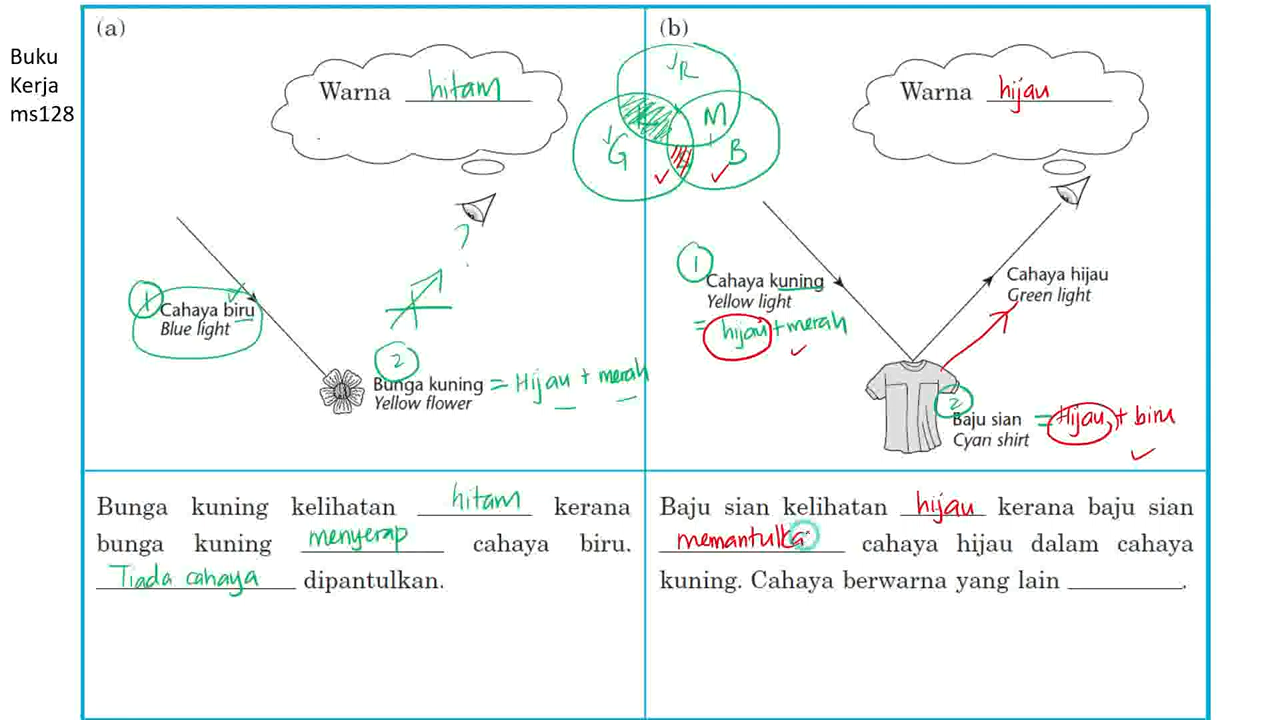 Buku
Kerja
ms128
(a)
Warna hitam
?
1
Cahaya biru
Blue light
2
Bunga kuning = Hijau + merah
Yellow flower
Bunga kuning kelihatan hitam kerana
bunga kuning menyerap cahaya biru.
Tiada cahaya dipantulkan.
(b)
R
M
G
B
Warna hijau
1
Cahaya kuning
Yellow light
= hijau + merah
Cahaya hijau
Green light
2
Baju sian = Hijau + biru
Cyan shirt
Baju sian kelihatan hijau kerana baju sian
memantulka cahaya hijau dalam cahaya
kuning. Cahaya berwarna yang lain ________.